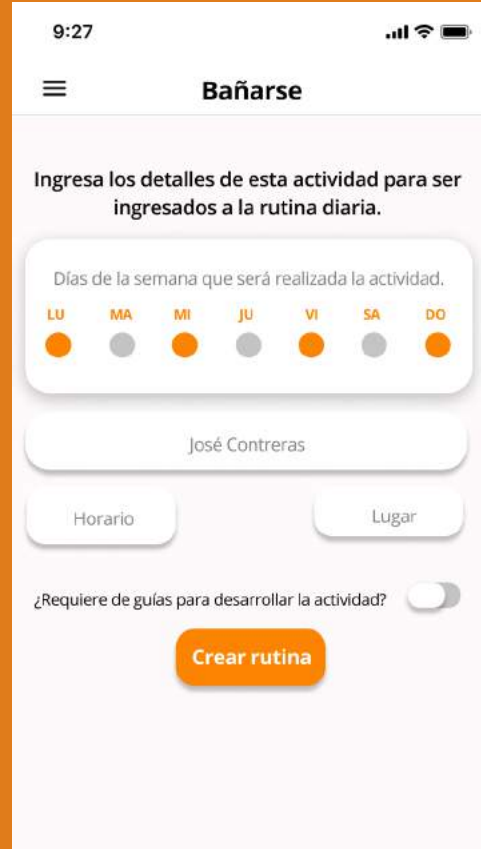 9:27
Bañarse
Ingresa los detalles de esta actividad para ser
ingresados a la rutina diaria.
Días de la semana que será realizada la actividad.
LU MA MI JU VI SA DO
José Contreras
Horario Lugar
¿Requiere de guías para desarrollar la actividad?
Crear rutina